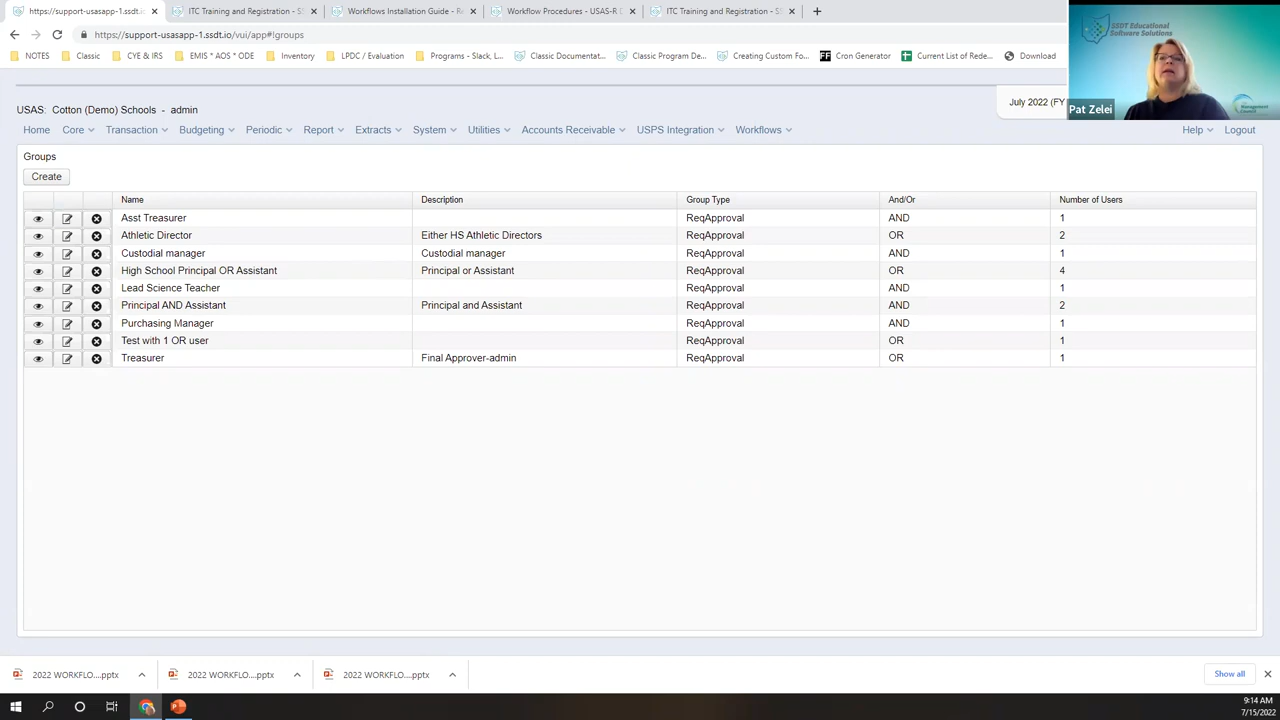 https://support-usasapp-1.ssdt.io
ITC Training and Registration - S
Workflows Installation Guide - R
Workflow Procedures - USAS-R D
ITC Training and Registration - S
https://support-usasapp-1.ssdt.io/vui/app#!groups
NOTES Classic CYE & IRS EMIS * AOS * ODE Inventory LPDC / Evaluation Programs - Slack, L... Classic Documentat... Classic Program De... Creating Custom Fo... Cron Generator Current List of Rede... Download
SSDT Educational
Software Solutions
Management
Council
Pat Zelei
July 2022 (FY
USAS: Cotton (Demo) Schools - admin
Home Core Transaction Budgeting Periodic Report Extracts System Utilities Accounts Receivable USPS Integration Workflows Help Logout
Groups
Create
Name Description Group Type And/Or Number of Users
Asst Treasurer ReqApproval AND 1
Athletic Director Either HS Athletic Directors ReqApproval OR 2
Custodial manager Custodial manager ReqApproval AND 1
High School Principal OR Assistant Principal or Assistant ReqApproval OR 4
Lead Science Teacher ReqApproval AND 1
Principal AND Assistant Principal and Assistant ReqApproval AND 2
Purchasing Manager ReqApproval AND 1
Test with 1 OR user ReqApproval OR 1
Treasurer Final Approver-admin ReqApproval OR 1
2022 WORKFLO....pptx 2022 WORKFLO....pptx 2022 WORKFLO....pptx Show all
9:14 AM
7/15/2022